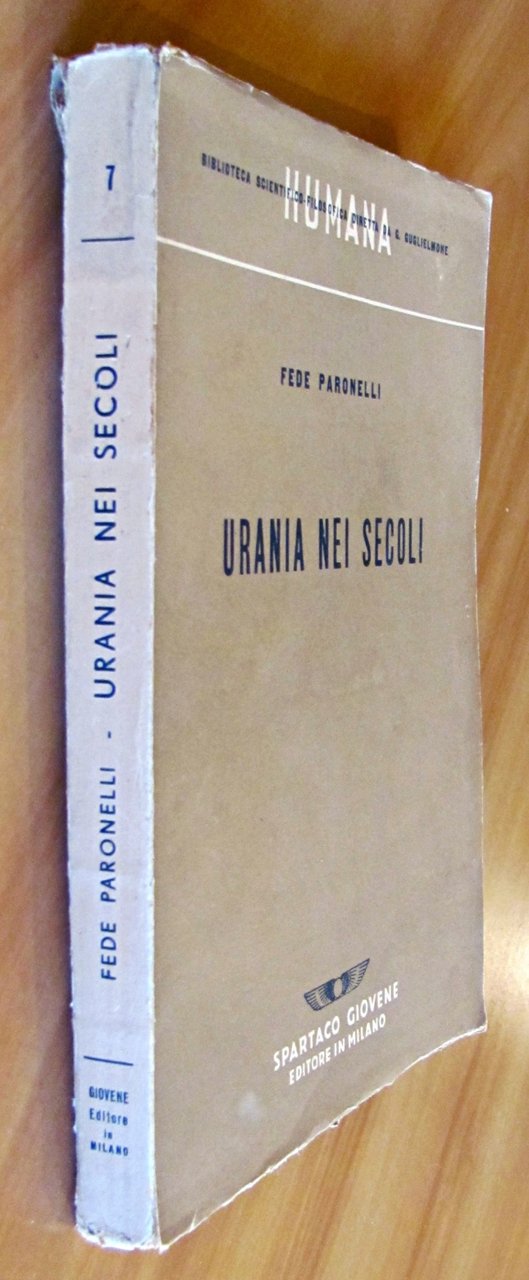 7
FEDE PARONELLI - URANIA NEI SECOLI
GIOVENE
Editore
in
MILANO
HUMANA
BIBLIOTECA SCIENTIFICO-FILOSOFICA DIRETTA DA G. GUGLIELMONE
FEDE PARONELLI
URANIA NEI SECOLI
SPARTACO GIOVENE
EDITORE IN MILANO